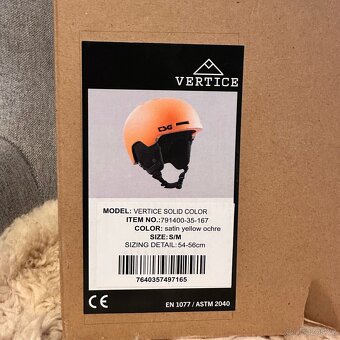 VERTICE
TSG
MODEL: VERTICE SOLID COLOR
ITEM NO.:791400-35-167
COLOR: satin yellow ochre
SIZE: S/M
SIZING DETAIL: 54-56cm
7640357497165
CE
EN 1077 / ASTM 2040